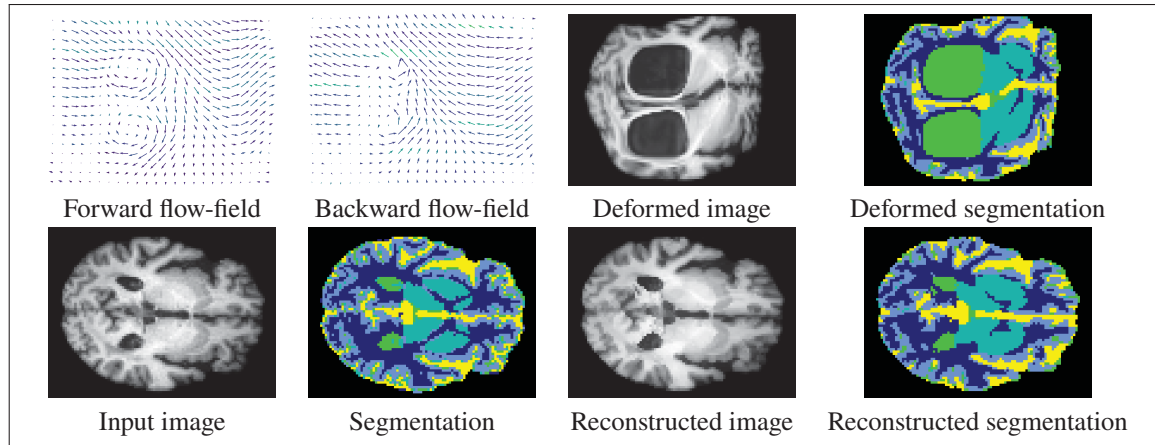 Forward flow-field Backward flow-field Deformed image Deformed segmentation
Input image Segmentation Reconstructed image Reconstructed segmentation